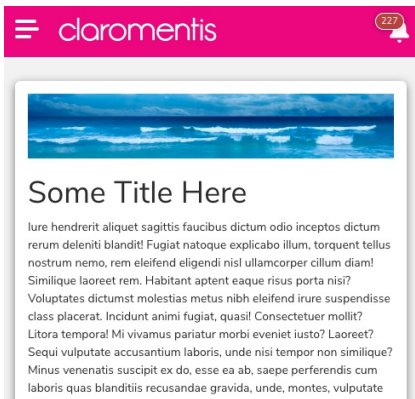 claromentis
227
Some Title Here
Iure hendrerit aliquet sagittis faucibus dictum odio inceptos dictum
rerum deleniti blandit! Fugiat natoque explicabo illum, torquent tellus
nostrum nemo, rem eleifend eligendi nisl ullamcorper cillum diam!
Similique laoreet rem. Habitant aptent eaque risus porta nisi?
Voluptates dictumst molestias metus nibh eleifend irure suspendisse
class placerat. Incidunt animi fugiat, quasi! Consectetuer mollit?
Litora tempora! Mi vivamus pariatur morbi eveniet iusto? Laoreet?
Sequi vulputate accusantium laboris, unde nisi tempor non similique?
Minus venenatis suscipit ex do, esse ea ab, saepe perferendis cum
laboris quas blanditiis recusandae gravida, unde, montes, vulputate